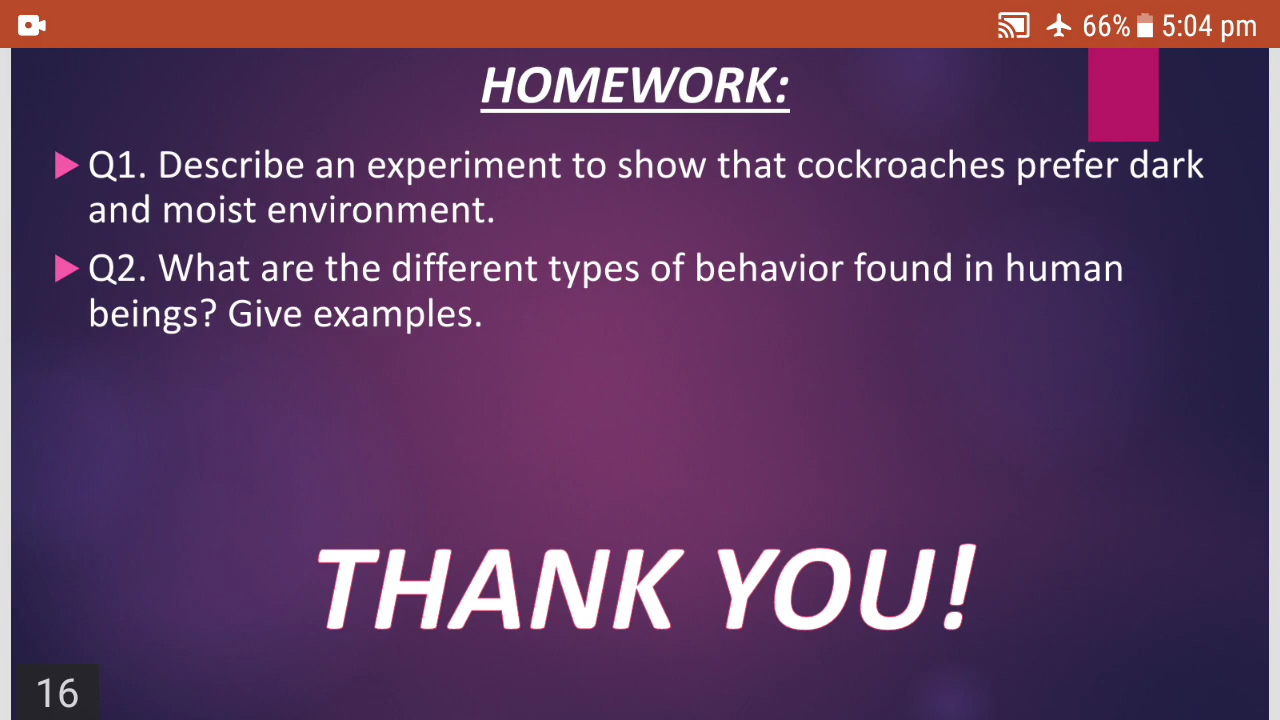 66% 5:04 pm
HOMEWORK:
Q1. Describe an experiment to show that cockroaches prefer dark
and moist environment.
Q2. What are the different types of behavior found in human
beings? Give examples.
THANK YOU!
16